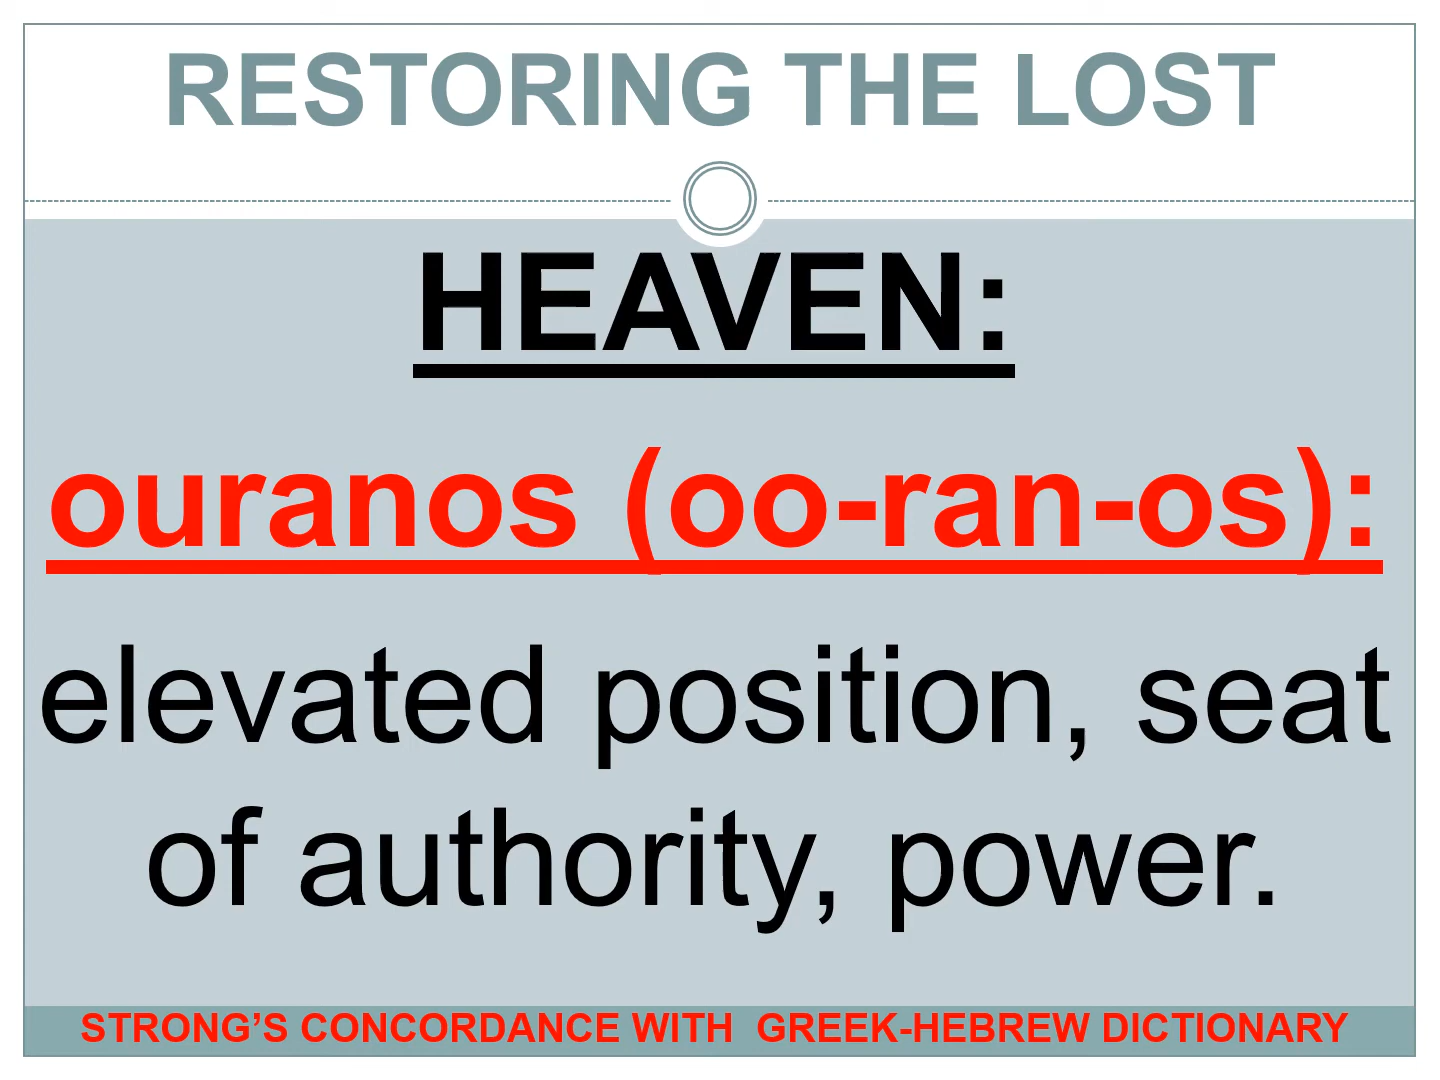 RESTORING THE LOST
HEAVEN:
ouranos (oo-ran-os):
elevated position, seat
of authority, power.
STRONG’S CONCORDANCE WITH  GREEK-HEBREW DICTIONARY